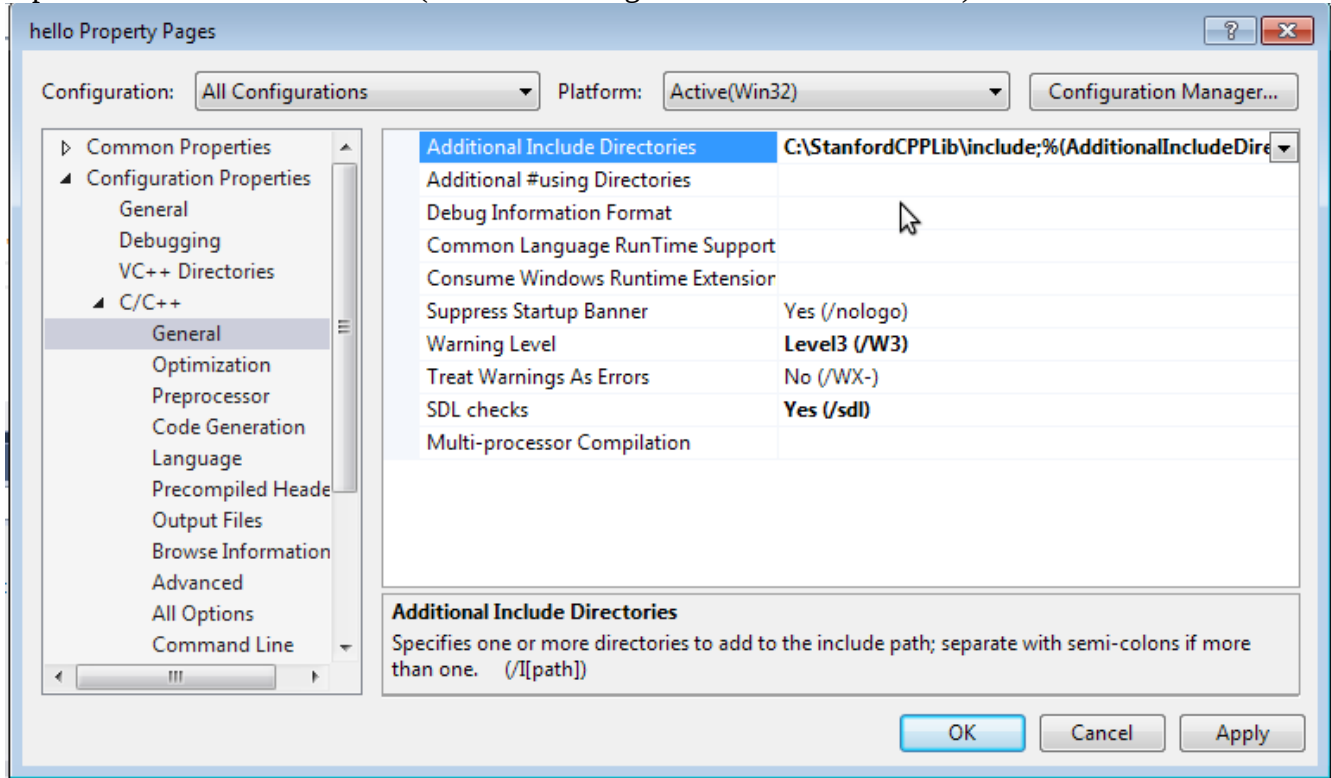 hello Property Pages
Configuration: All Configurations Platform: Active(Win32) Configuration Manager...
Common Properties
Configuration Properties
General
Debugging
VC++ Directories
C/C++
General
Optimization
Preprocessor
Code Generation
Language
Precompiled Heade
Output Files
Browse Information
Advanced
All Options
Command Line
Additional Include Directories C:\StanfordCPPLib\include;%(AdditionalIncludeDire
Additional #using Directories
Debug Information Format
Common Language RunTime Support
Consume Windows Runtime Extension
Suppress Startup Banner Yes (/nologo)
Warning Level Level3 (/W3)
Treat Warnings As Errors No (/WX-)
SDL checks Yes (/sdl)
Multi-processor Compilation
Additional Include Directories
Specifies one or more directories to add to the include path; separate with semi-colons if more
than one. (/I[path])
OK Cancel Apply